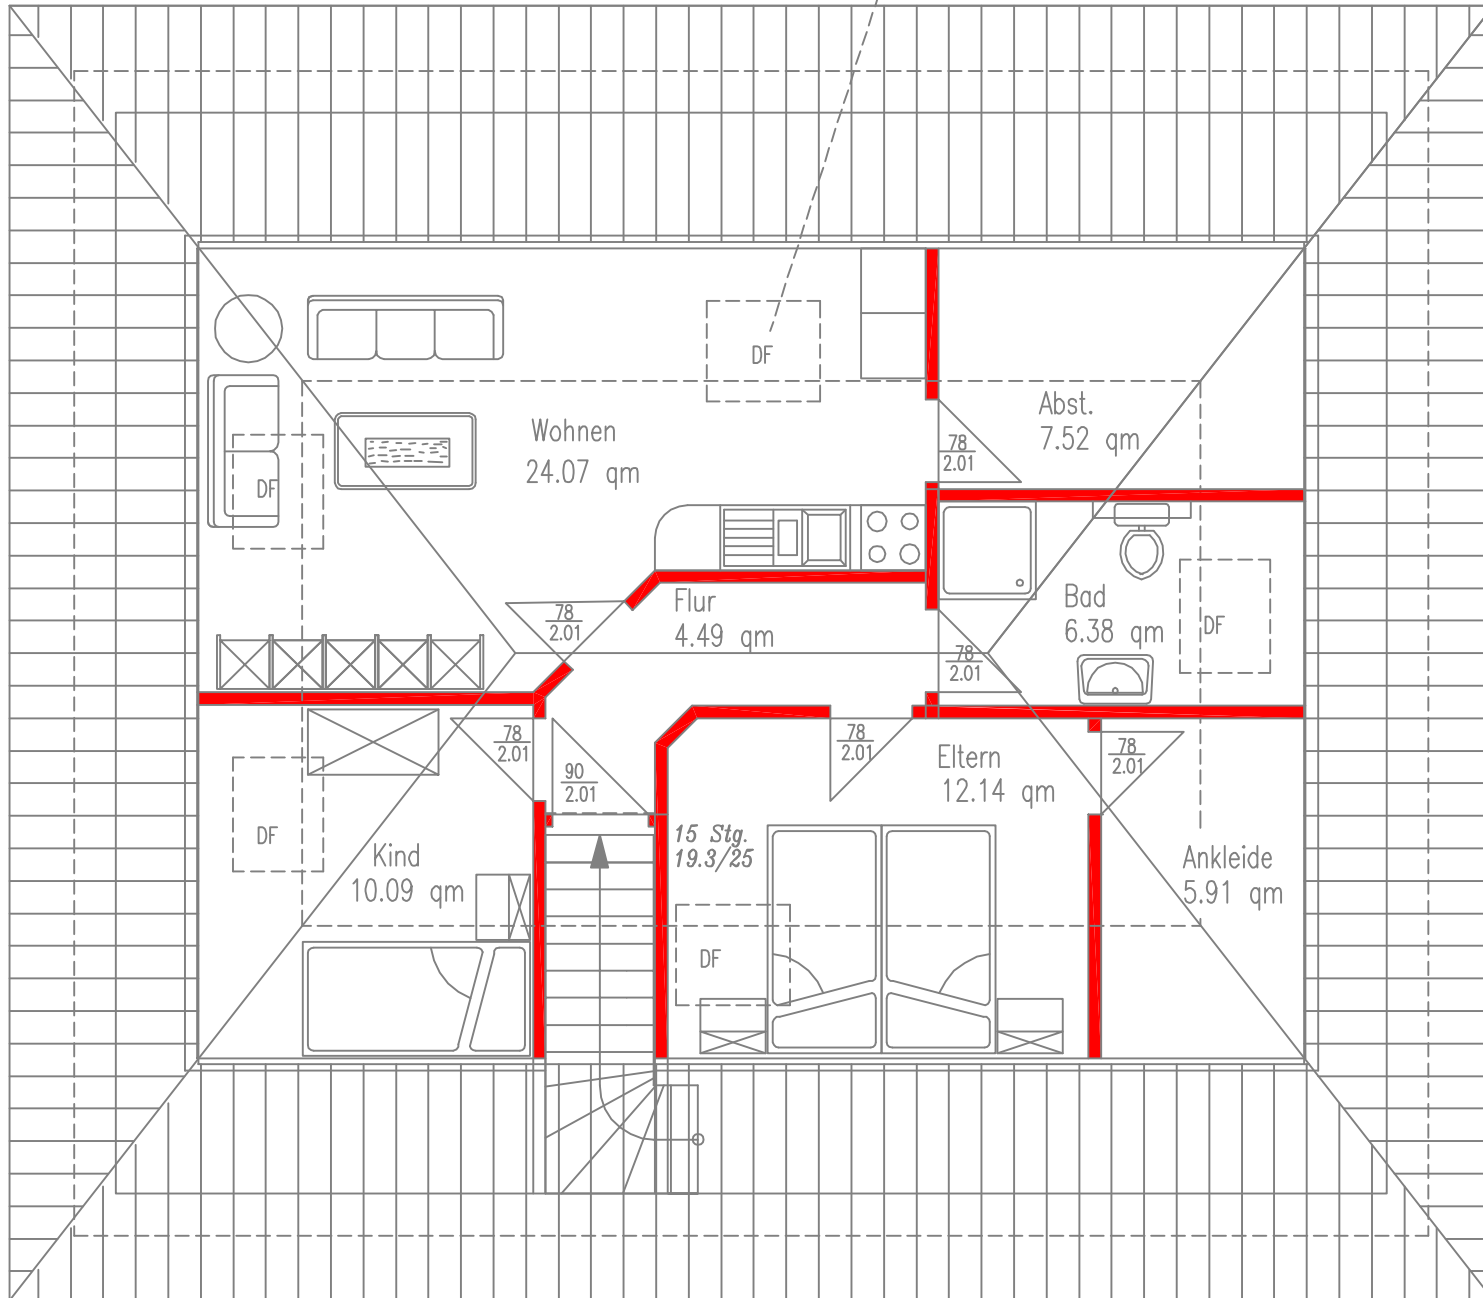 DF
Wohnen
24.07 qm
DF
Abst.
7.52 qm
78
2.01
Flur
4.49 qm
78
2.01
Bad
6.38 qm
DF
78
2.01
78
2.01
90
2.01
78
2.01
Eltern
12.14 qm
78
2.01
DF
Kind
10.09 qm
15 Stg.
19.3/25
Ankleide
5.91 qm
DF